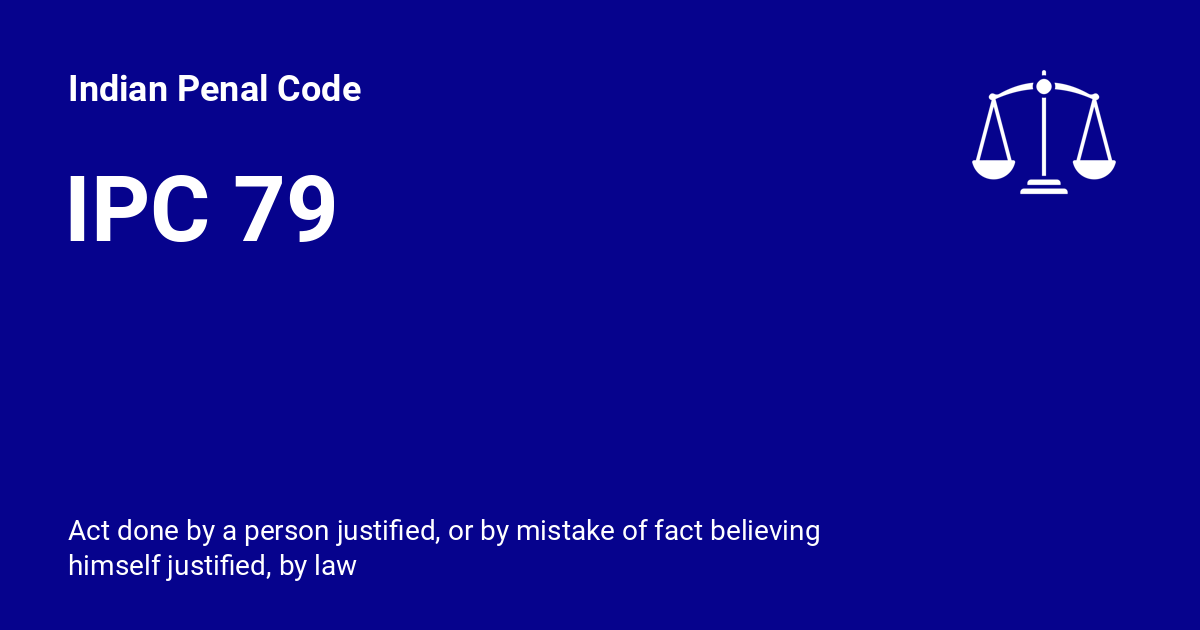 Indian Penal Code
IPC 79
Act done by a person justified, or by mistake of fact believing
himself justified, by law